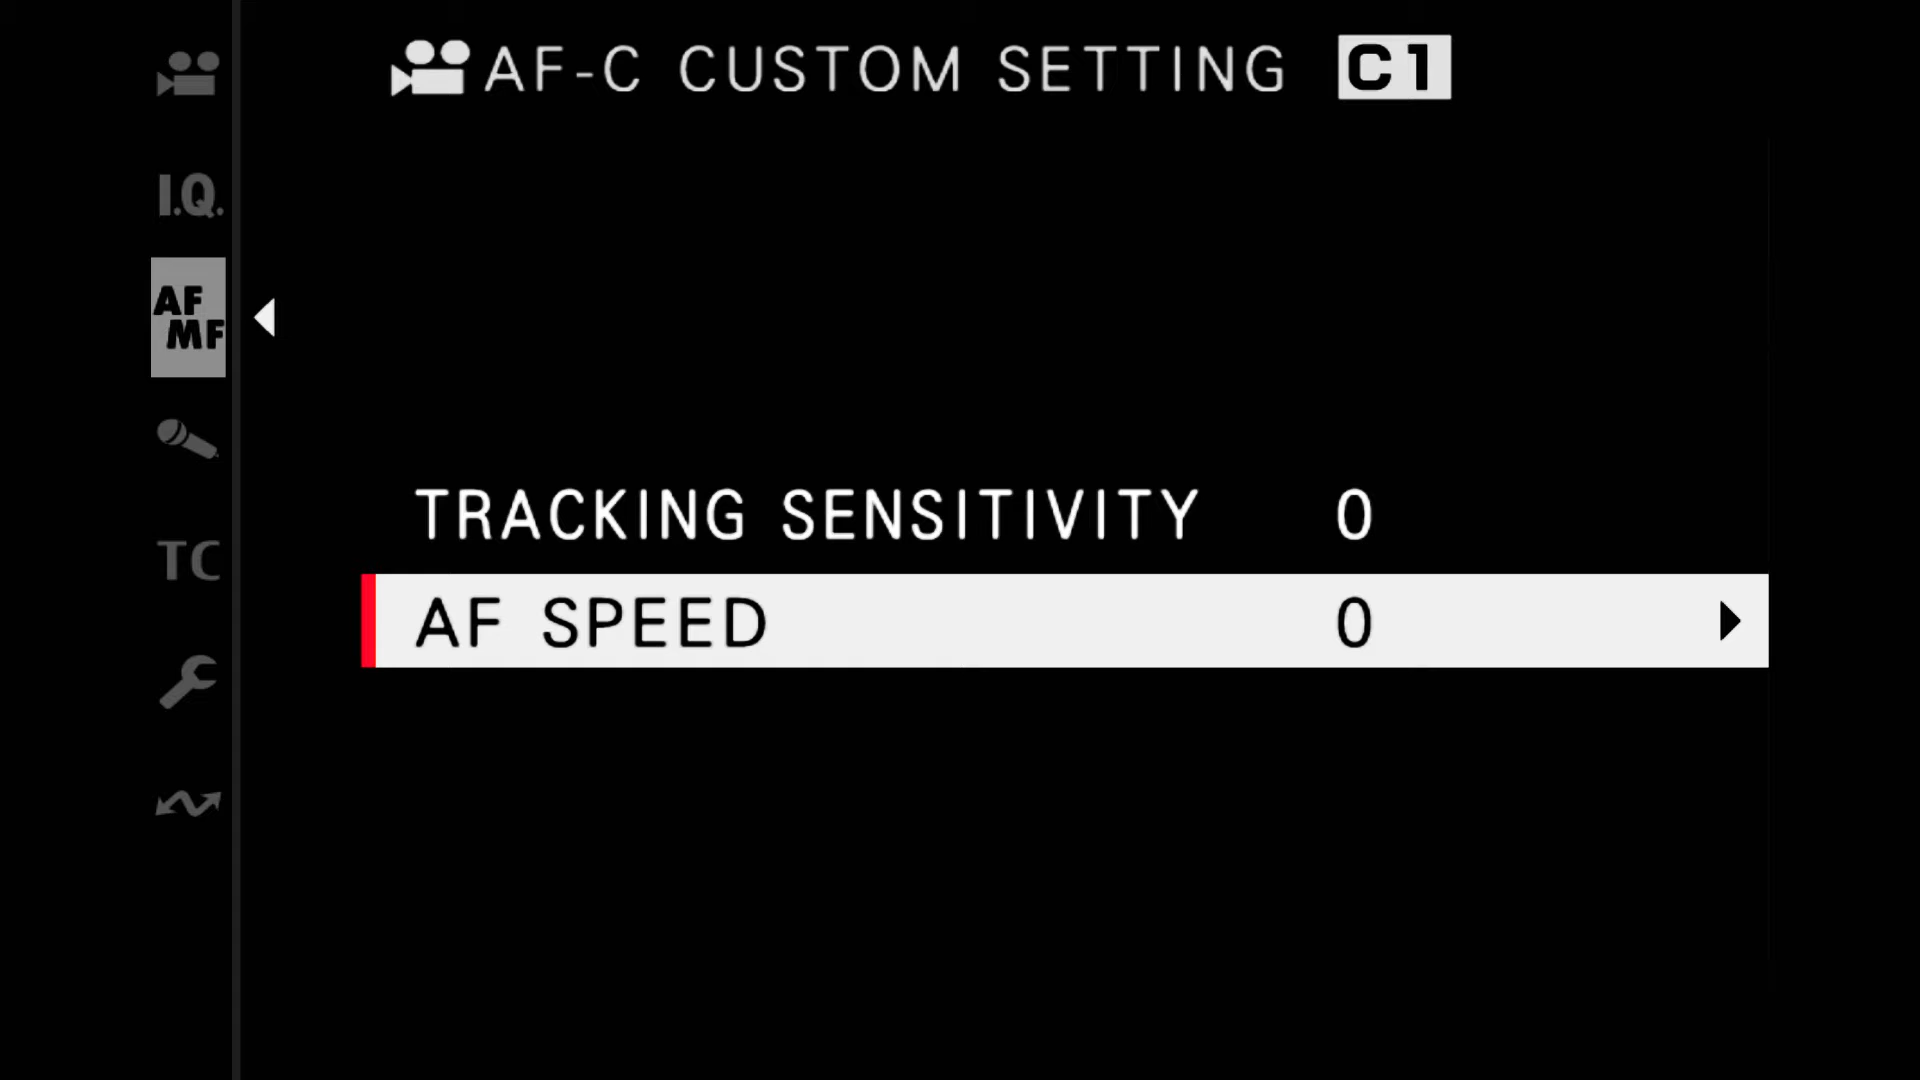 AF-C CUSTOM SETTING C1
I.Q.
AF
MF
TRACKING SENSITIVITY 0
TC
AF SPEED 0